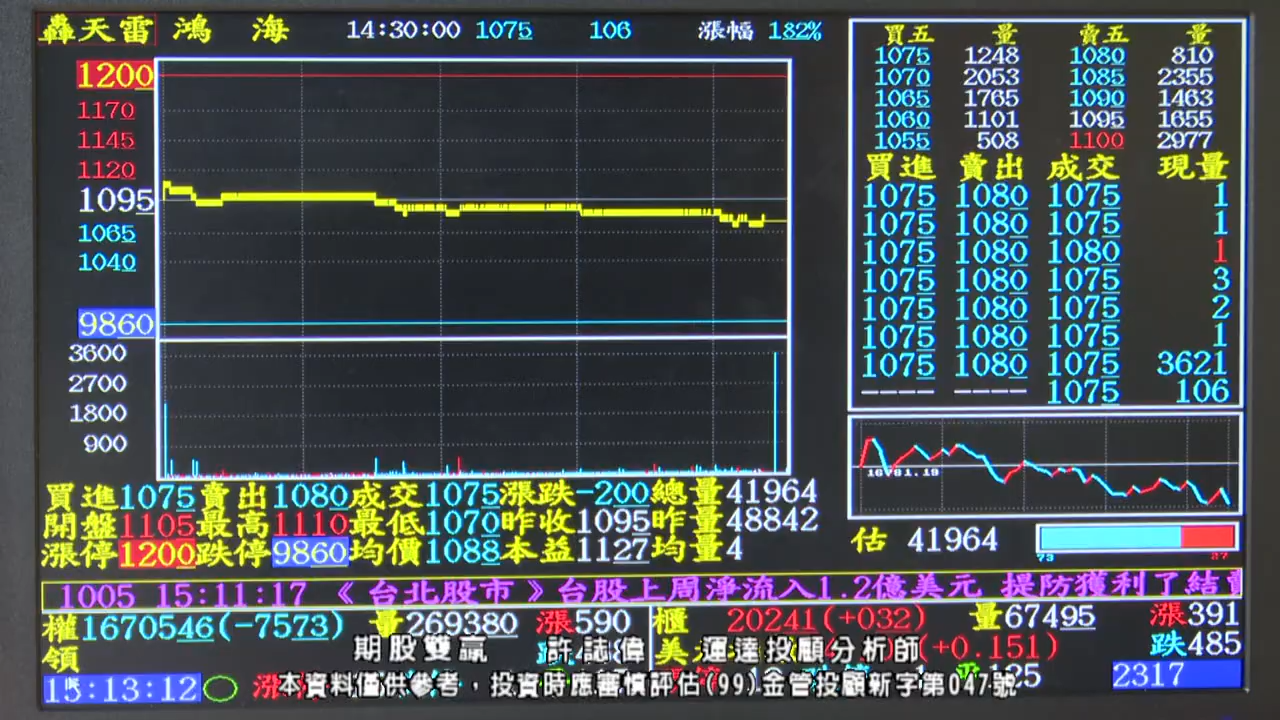 轟天雷 鴻 海 14:30:00 1075 106 漲幅 182%
1200
1170
1145
1120
1095
1065
1040
9860
3600
2700
1800
900
買五 量 賣五 量
1075 1248 1080 810
1070 2053 1085 2355
1065 1765 1090 1463
1060 1101 1095 1655
1055 508 1100 2977
買進 賣出 成交 現量
1075 1080 1075 1
1075 1080 1075 1
1075 1080 1080 1
1075 1080 1075 3
1075 1080 1075 2
1075 1080 1075 1
1075 1080 1075 3621
---- ---- 1075 106
16781.19
買進1075賣出1080成交1075漲跌-200總量41964
開盤1105最高1110最低1070昨收1095昨量48842
漲停1200跌停9860均價1088本益1127均量4
估 41964
73 27
1005 15:11:17 《台北股市》台股上周淨流入1.2億美元 提防獲利了結
權1670546(-7573) 量269380 漲590 櫃 20241(+032) 量67495 漲391
領 跌 美元 (+0.151) 跌485
期股雙贏 許誌偉 運達投顧分析師
15:13:12 漲 平 125 2317
本資料僅供參考，投資時應審慎評估(99)金管投顧新字第047號